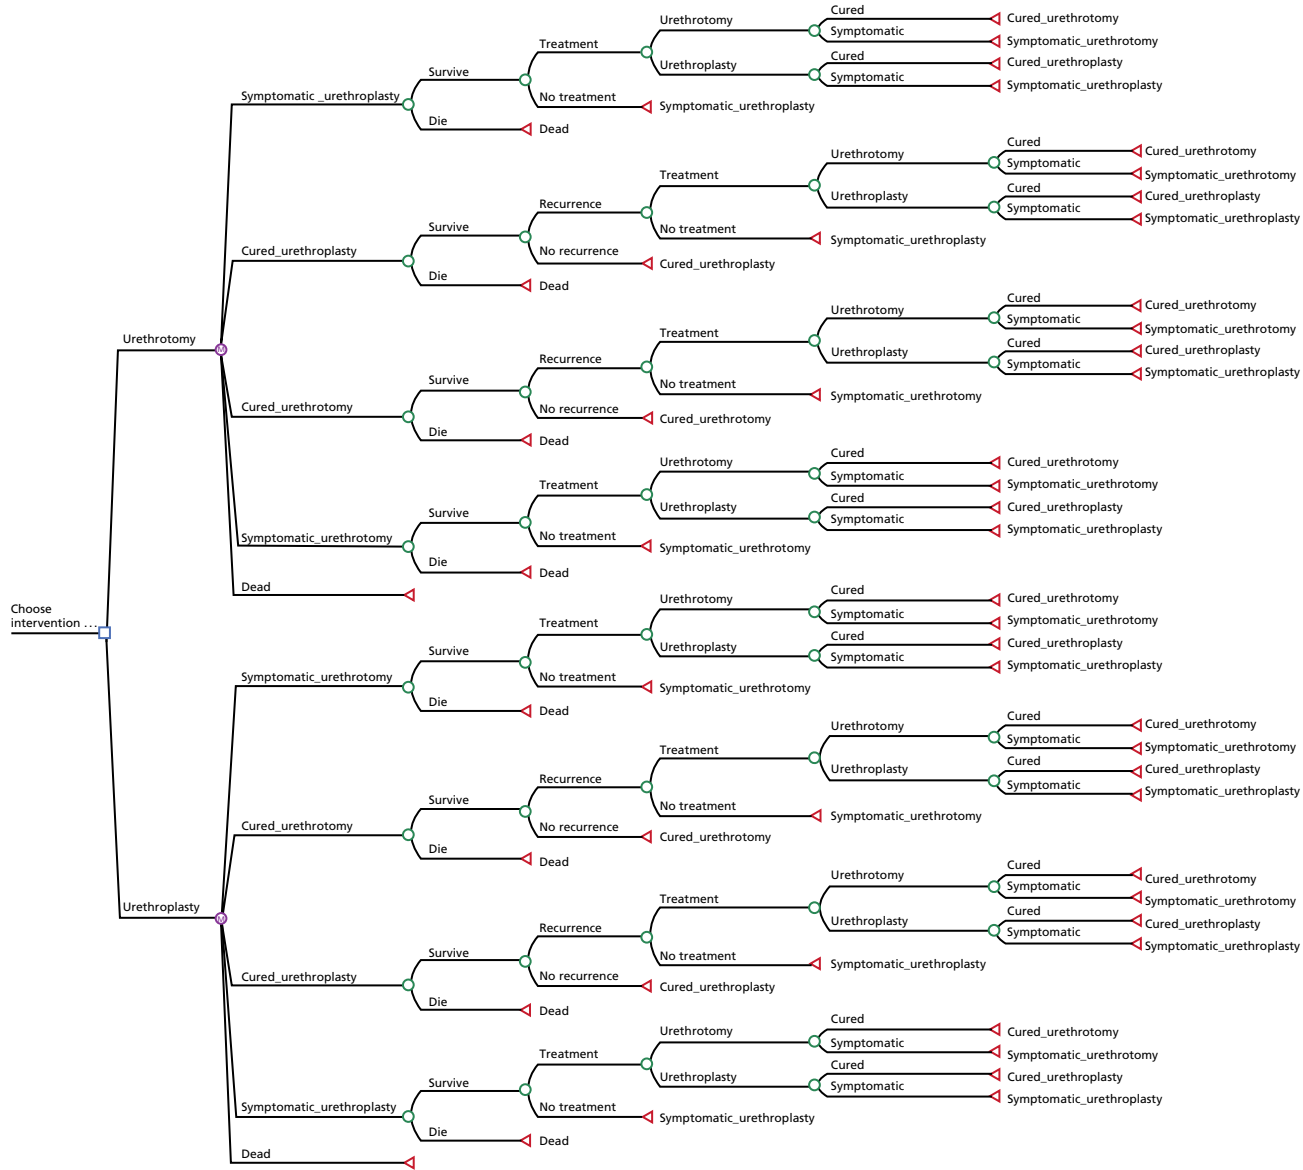 Cured
Urethrotomy
Cured_urethrotomy
Symptomatic
Treatment
Symptomatic_urethrotomy
Cured
Urethroplasty
Cured_urethroplasty
Survive
Symptomatic
Symptomatic_urethroplasty
Symptomatic _urethroplasty
No treatment
Symptomatic_urethroplasty
Die
Dead
Cured
Urethrotomy
Cured_urethrotomy
Symptomatic
Treatment
Symptomatic_urethrotomy
Cured
Urethroplasty
Cured_urethroplasty
Recurrence
Symptomatic
Symptomatic_urethroplasty
Survive
No treatment
Symptomatic_urethroplasty
Cured_urethroplasty
No recurrence
Cured_urethroplasty
Die
Dead
Cured
Urethrotomy
Cured_urethrotomy
Symptomatic
Treatment
Symptomatic_urethrotomy
Urethrotomy
M
Cured
Urethroplasty
Cured_urethroplasty
Recurrence
Symptomatic
Symptomatic_urethroplasty
Survive
No treatment
Symptomatic_urethrotomy
Cured_urethrotomy
No recurrence
Cured_urethrotomy
Die
Dead
Cured
Urethrotomy
Cured_urethrotomy
Symptomatic
Treatment
Symptomatic_urethrotomy
Cured
Urethroplasty
Cured_urethroplasty
Survive
Symptomatic
Symptomatic_urethroplasty
Symptomatic_urethrotomy
No treatment
Symptomatic_urethrotomy
Die
Dead
Dead
Choose
intervention . . .
Cured
Urethrotomy
Cured_urethrotomy
Symptomatic
Treatment
Symptomatic_urethrotomy
Cured
Urethroplasty
Cured_urethroplasty
Survive
Symptomatic
Symptomatic_urethroplasty
Symptomatic_urethrotomy
No treatment
Symptomatic_urethrotomy
Die
Dead
Cured
Urethrotomy
Cured_urethrotomy
Symptomatic
Treatment
Symptomatic_urethrotomy
Cured
Urethroplasty
Cured_urethroplasty
Recurrence
Symptomatic
Symptomatic_urethroplasty
Survive
No treatment
Symptomatic_urethrotomy
Cured_urethrotomy
No recurrence
Cured_urethrotomy
Die
Dead
Cured
Urethrotomy
Cured_urethrotomy
Symptomatic
Treatment
Symptomatic_urethrotomy
Urethroplasty
M
Cured
Urethroplasty
Cured_urethroplasty
Recurrence
Symptomatic
Symptomatic_urethroplasty
Survive
No treatment
Symptomatic_urethroplasty
Cured_urethroplasty
No recurrence
Cured_urethroplasty
Die
Dead
Cured
Urethrotomy
Cured_urethrotomy
Symptomatic
Treatment
Symptomatic_urethrotomy
Cured
Urethroplasty
Cured_urethroplasty
Survive
Symptomatic
Symptomatic_urethroplasty
Symptomatic_urethroplasty
No treatment
Symptomatic_urethroplasty
Die
Dead
Dead